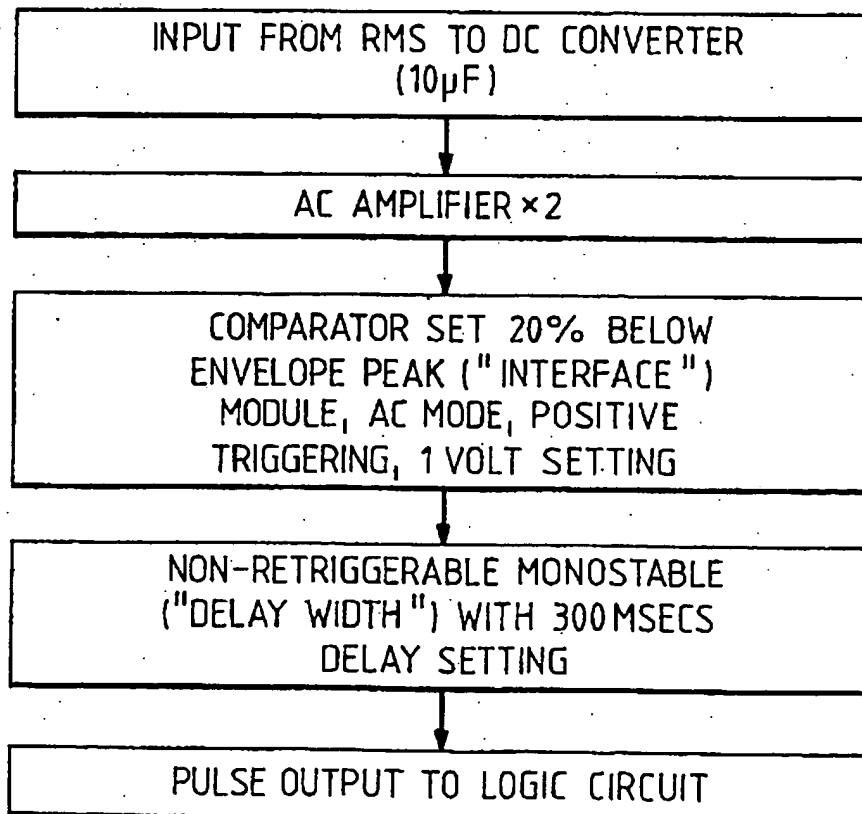 INPUT FROM RMS TO DC CONVERTER
(10µF)
AC AMPLIFIER ×2
COMPARATOR SET 20% BELOW
ENVELOPE PEAK ("INTERFACE")
MODULE, AC MODE, POSITIVE
TRIGGERING, 1 VOLT SETTING
NON-RETRIGGERABLE MONOSTABLE
("DELAY WIDTH") WITH 300 MSECS
DELAY SETTING
PULSE OUTPUT TO LOGIC CIRCUIT